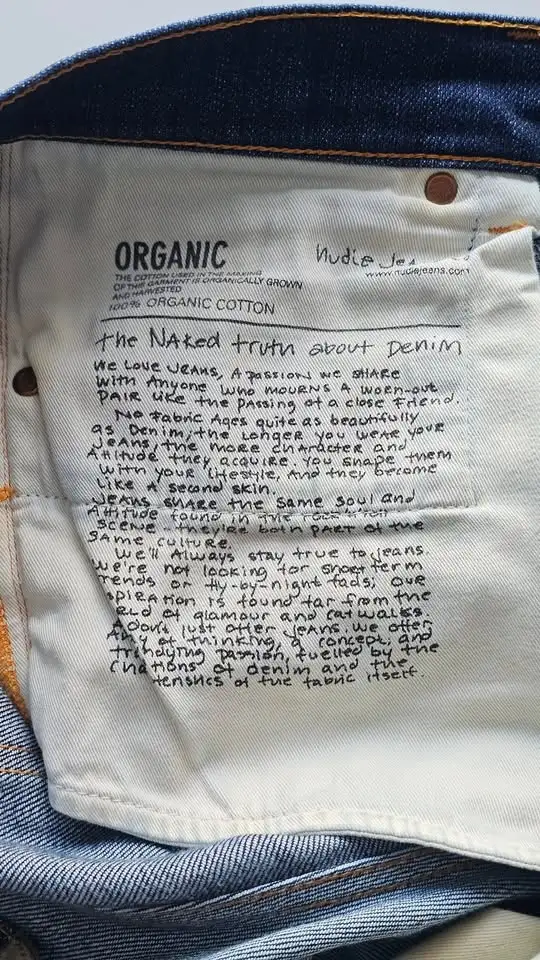 ORGANIC
THE COTTON USED IN THE MAKING
OF THIS GARMENT IS ORGANICALLY GROWN
AND HARVESTED
100% ORGANIC COTTON
Nudie Jea
www.nudiejeans.com
the NAKed truth about Denim
We Love JeANS, A PASSION we SHARe
with Anyone who mourns A worn-out
PAIR Like the PASSing of a close Friend.
No Fabric Ages quite as beautifully
as Denim, the Longer you weAR your
JeANS, the more character and
Attitude they acquire. You shape them
with your Lifestyle, And they become
Like A second skin.
JeANS SHARe the same soul and
Attitude found in the rock'n'roll
scene - they're both PART of the
same culture.
We'll Always stay true to jeans.
We're not looking for short term
trends or fly-by-night fads; our
spiration is found far from the
rld of glamour and catwalks.
don't just offer jeans, we offer
of thinking, a concept, and
passion, fuelled by the
of denim and the
of the fabric itself.